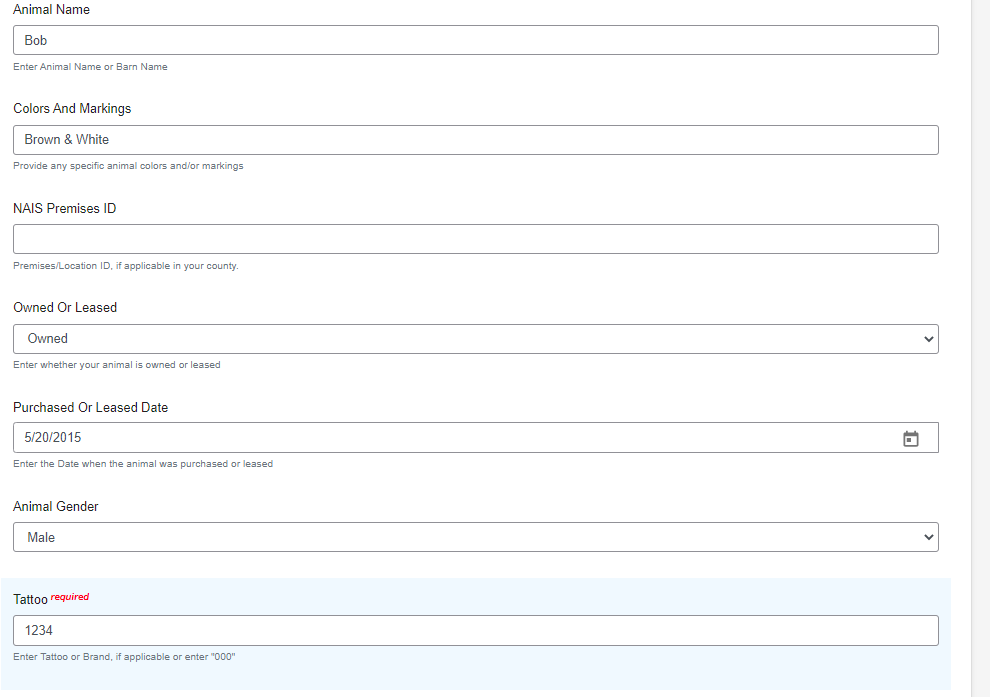 Animal Name
Bob
Enter Animal Name or Barn Name
Colors And Markings
Brown & White
Provide any specific animal colors and/or markings
NAIS Premises ID
Premises/Location ID, if applicable in your county.
Owned Or Leased
Owned
Enter whether your animal is owned or leased
Purchased Or Leased Date
5/20/2015
Enter the Date when the animal was purchased or leased
Animal Gender
Male
Tattoo required
1234
Enter Tattoo or Brand, if applicable or enter "000"